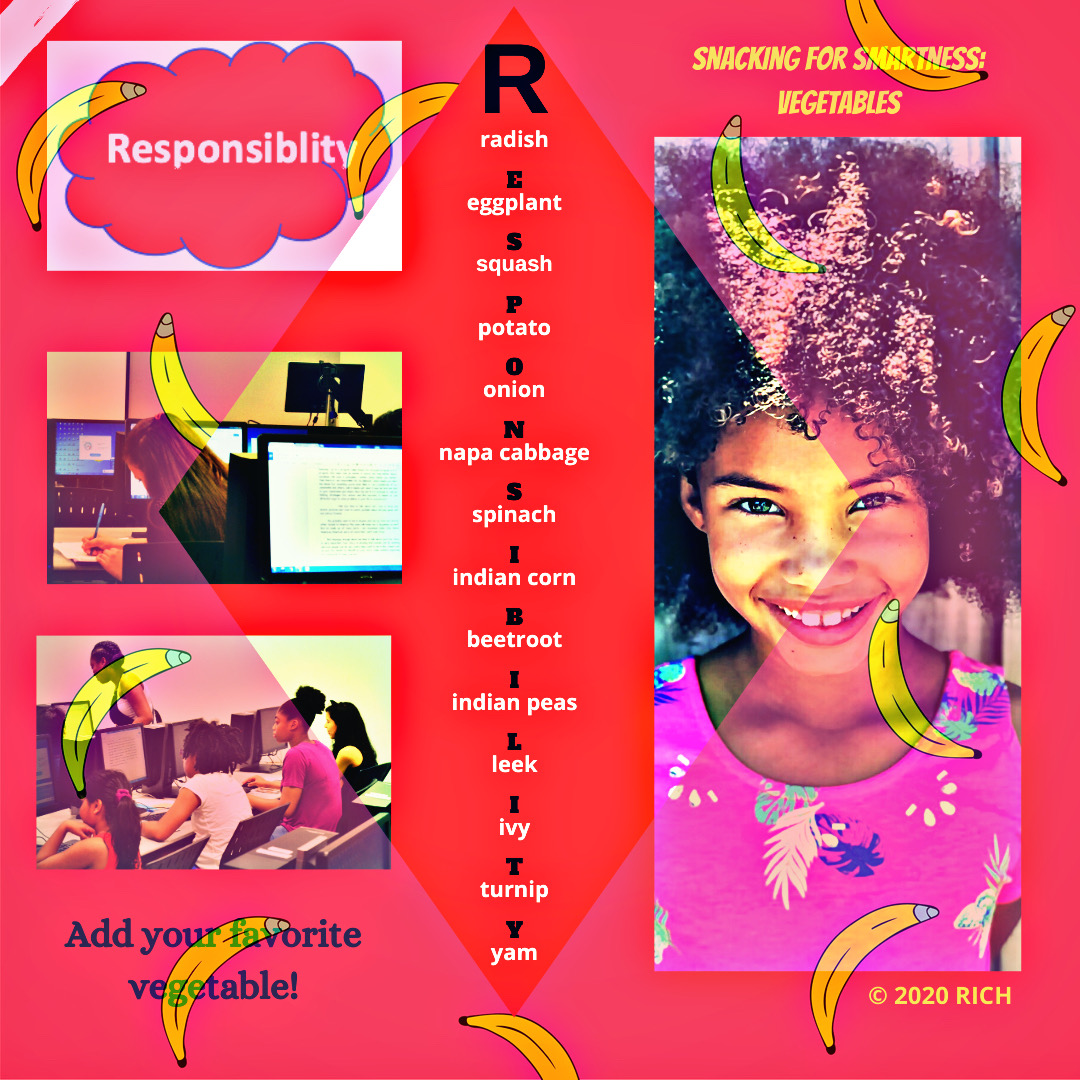 Responsiblity
R
radish
E
eggplant
S
squash
P
potato
O
onion
N
napa cabbage
S
spinach
I
indian corn
B
beetroot
I
indian peas
L
leek
I
ivy
T
turnip
Y
yam
SNACKING FOR SMARTNESS:
VEGETABLES
Add your favorite
vegetable!
© 2020 RICH